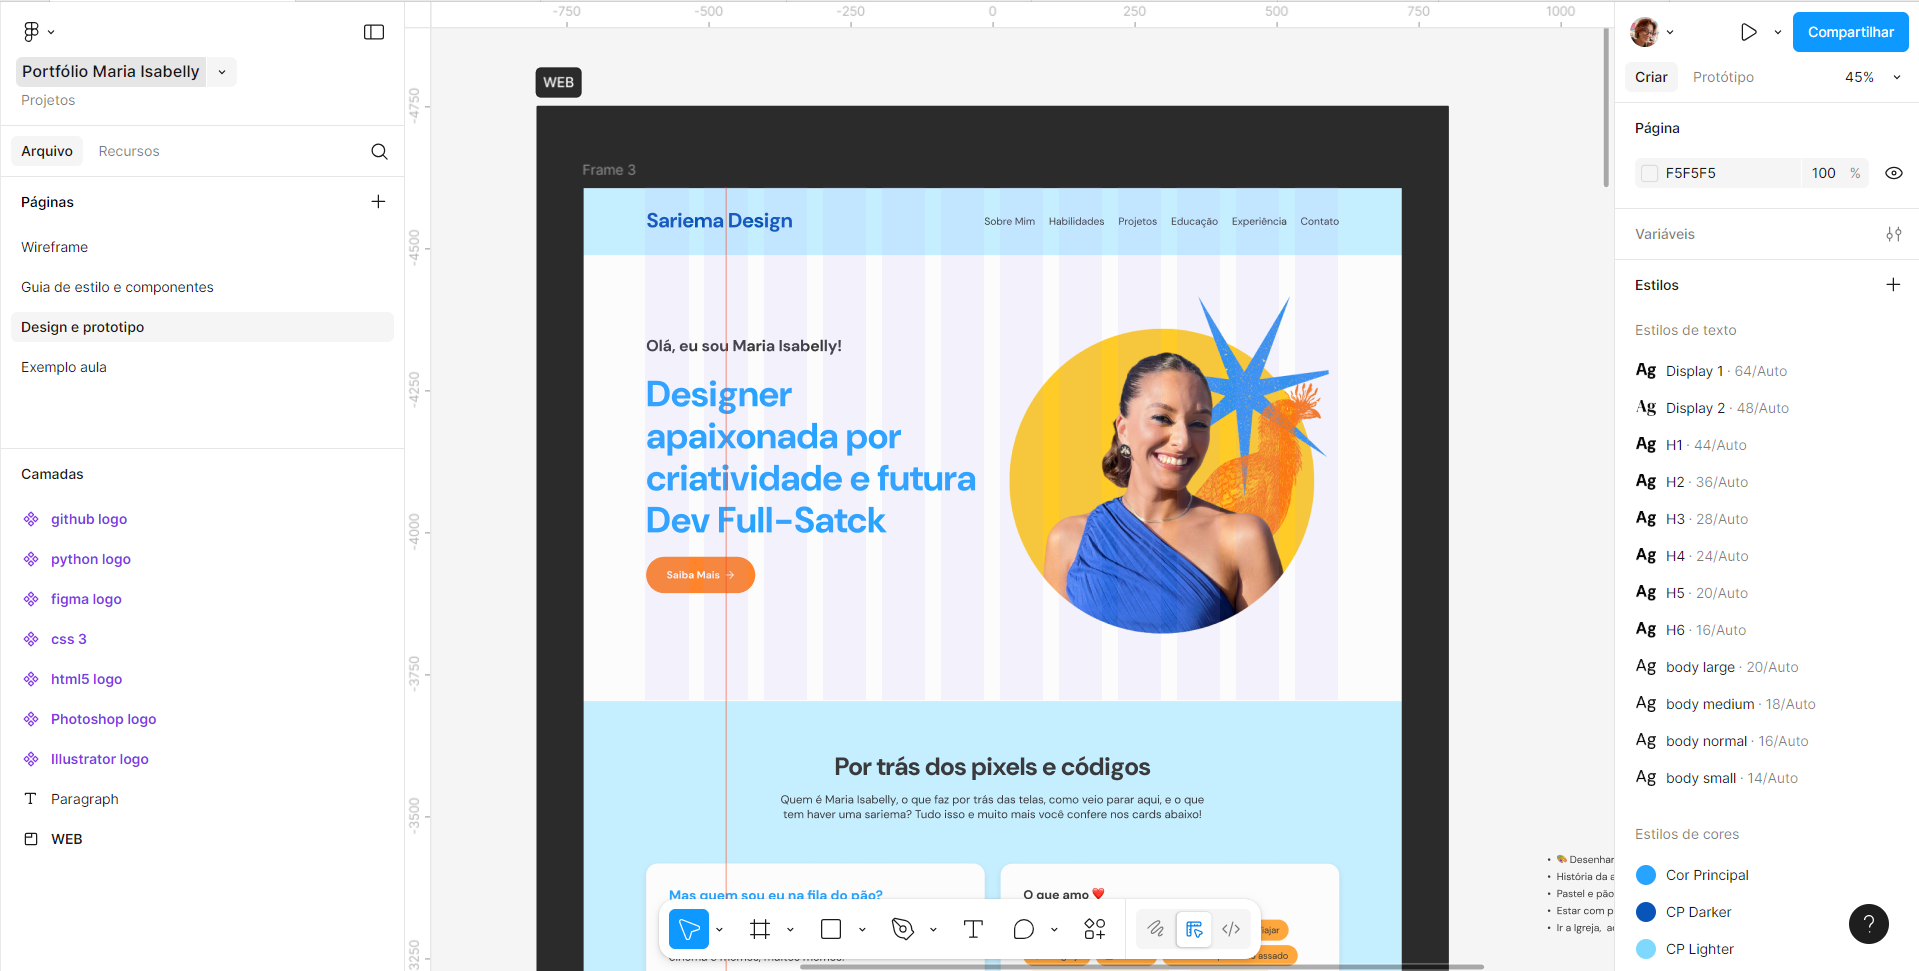 Portfólio Maria Isabelly
Projetos
Arquivo
Recursos
Páginas
Wireframe
Guia de estilo e componentes
Design e prototipo
Exemplo aula
Camadas
github logo
python logo
figma logo
css 3
html5 logo
Photoshop logo
Illustrator logo
Paragraph
WEB
-750 -500 -250 0 250 500 750 1000
-4750
-4500
-4250
-4000
-3750
-3500
-3250
WEB
Frame 3
Sariema Design
Sobre Mim Habilidades Projetos Educação Experiência Contato
Olá, eu sou Maria Isabelly!
Designer
apaixonada por
criatividade e futura
Dev Full-Satck
Saiba Mais →
Por trás dos pixels e códigos
Quem é Maria Isabelly, o que faz por trás das telas, como veio parar aqui, e o que
tem haver uma sariema? Tudo isso e muito mais você confere nos cards abaixo!
Mas quem sou eu na fila do pão?
O que amo ❤️
ajar
assado
• 🎨 Desenhar
• História da a
• Pastel e pão
• Estar com p
• Ir a Igreja, a
Compartilhar
Criar
Protótipo
45%
Página
F5F5F5 100 %
Variáveis
Estilos
Estilos de texto
Ag Display 1 · 64/Auto
Ag Display 2 · 48/Auto
Ag H1 · 44/Auto
Ag H2 · 36/Auto
Ag H3 · 28/Auto
Ag H4 · 24/Auto
Ag H5 · 20/Auto
Ag H6 · 16/Auto
Ag body large · 20/Auto
Ag body medium · 18/Auto
Ag body normal · 16/Auto
Ag body small · 14/Auto
Estilos de cores
Cor Principal
CP Darker
CP Lighter
?